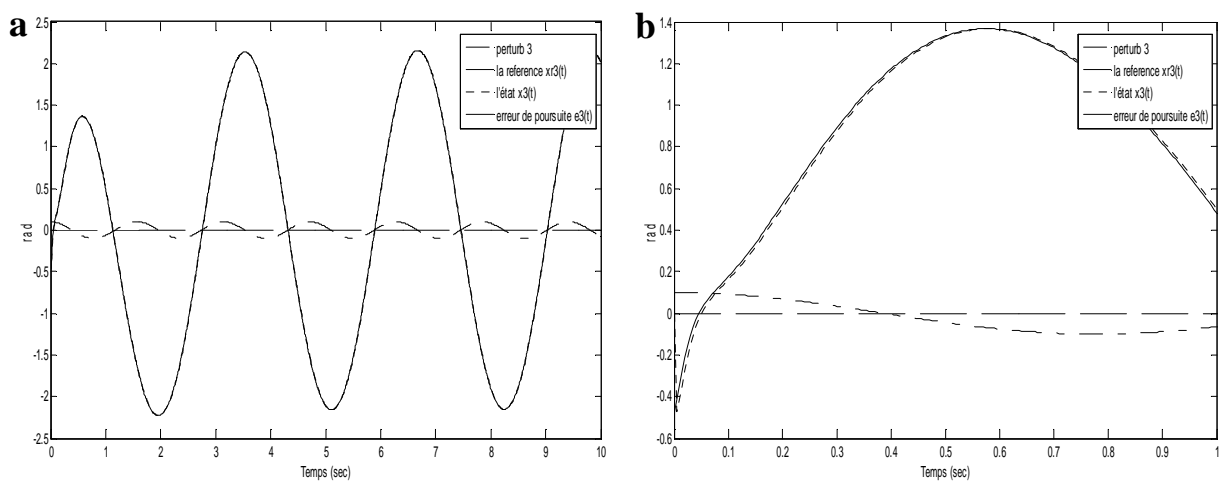 a
2.5
2
1.5
1
0.5
0
-0.5
-1
-1.5
-2
-2.5
rad
0 1 2 3 4 5 6 7 8 9 10
Temps (sec)
perturb 3
la reference xr3(t)
l'état x3(t)
erreur de poursuite e3(t)
b
1.4
1.2
1
0.8
0.6
0.4
0.2
0
-0.2
-0.4
-0.6
rad
0 0.1 0.2 0.3 0.4 0.5 0.6 0.7 0.8 0.9 1
Temps (sec)
perturb 3
la reference xr3(t)
l'état x3(t)
erreur de poursuite e3(t)